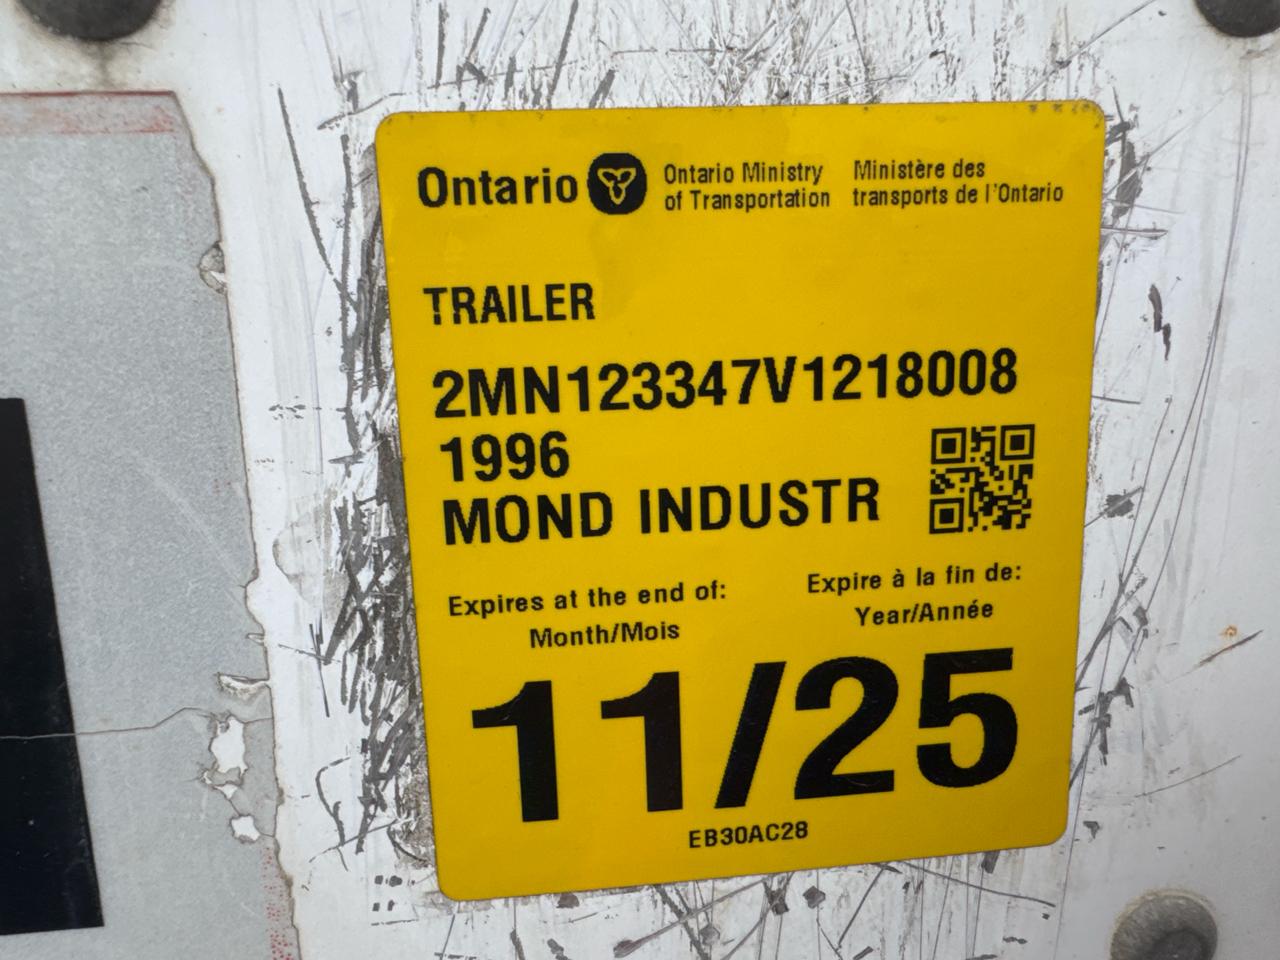 Ontario
Ontario Ministry
of Transportation
Ministère des
transports de l'Ontario
TRAILER
2MN123347V1218008
1996
MOND INDUSTR
Expires at the end of:
Month/Mois
Expire à la fin de:
Year/Année
11/25
EB30AC28